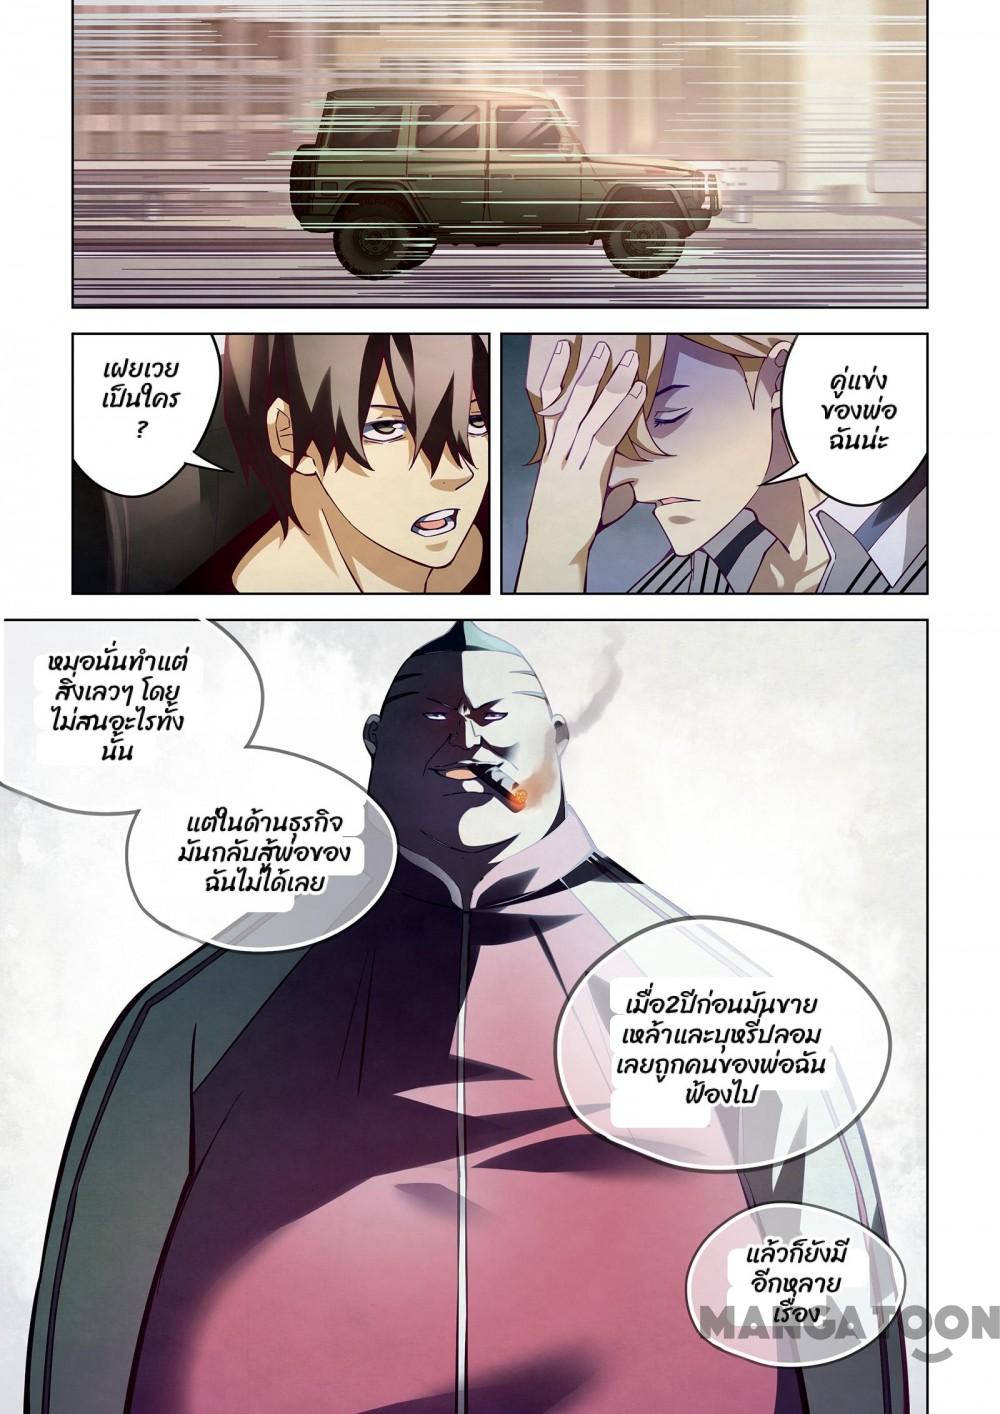 เฝยเวย
เป็นใคร
?
คู่แข่ง
ของพ่อ
ฉันน่ะ
หมอนั่นทำแต่
สิ่งเลวๆ โดย
ไม่สนอะไรทั้ง
นั้น
แต่ในด้านธุรกิจ
มันกลับสู้พ่อของ
ฉันไม่ได้เลย
เมื่อ2ปีก่อนมันขาย
เหล้าและบุหรี่ปลอม
เลยถูกคนของพ่อฉัน
ฟ้องไป
แล้วก็ยังมี
อีกหลาย
เรื่อง
MANGATOON